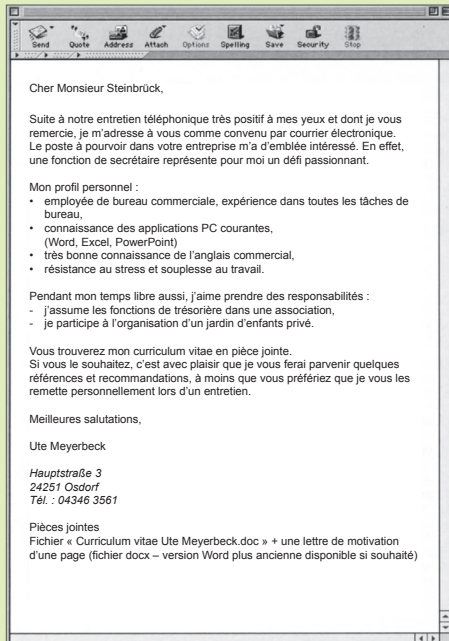 Send Quote Address Attach Options Spelling Save Security Stop
Cher Monsieur Steinbrück,
Suite à notre entretien téléphonique très positif à mes yeux et dont je vous
remercie, je m’adresse à vous comme convenu par courrier électronique.
Le poste à pourvoir dans votre entreprise m’a d’emblée intéressé. En effet,
une fonction de secrétaire représente pour moi un défi passionnant.
Mon profil personnel :
• employée de bureau commerciale, expérience dans toutes les tâches de
bureau,
• connaissance des applications PC courantes,
(Word, Excel, PowerPoint)
• très bonne connaissance de l’anglais commercial,
• résistance au stress et souplesse au travail.
Pendant mon temps libre aussi, j’aime prendre des responsabilités :
- j’assume les fonctions de trésorière dans une association,
- je participe à l’organisation d’un jardin d’enfants privé.
Vous trouverez mon curriculum vitae en pièce jointe.
Si vous le souhaitez, c’est avec plaisir que je vous ferai parvenir quelques
références et recommandations, à moins que vous préfériez que je vous les
remette personnellement lors d’un entretien.
Meilleures salutations,
Ute Meyerbeck
Hauptstraße 3
24251 Osdorf
Tél. : 04346 3561
Pièces jointes
Fichier « Curriculum vitae Ute Meyerbeck.doc » + une lettre de motivation
d’une page (fichier docx – version Word plus ancienne disponible si souhaité)